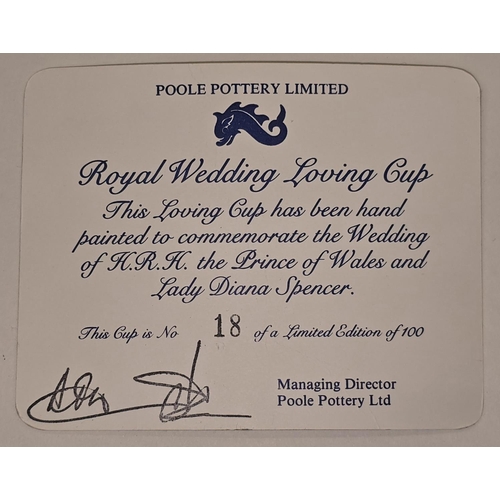 POOLE POTTERY LIMITED
Royal Wedding Loving Cup
This Loving Cup has been hand
painted to commemorate the Wedding
of H.R.H. the Prince of Wales and
Lady Diana Spencer.
This Cup is No 18 of a Limited Edition of 100
Managing Director
Poole Pottery Ltd